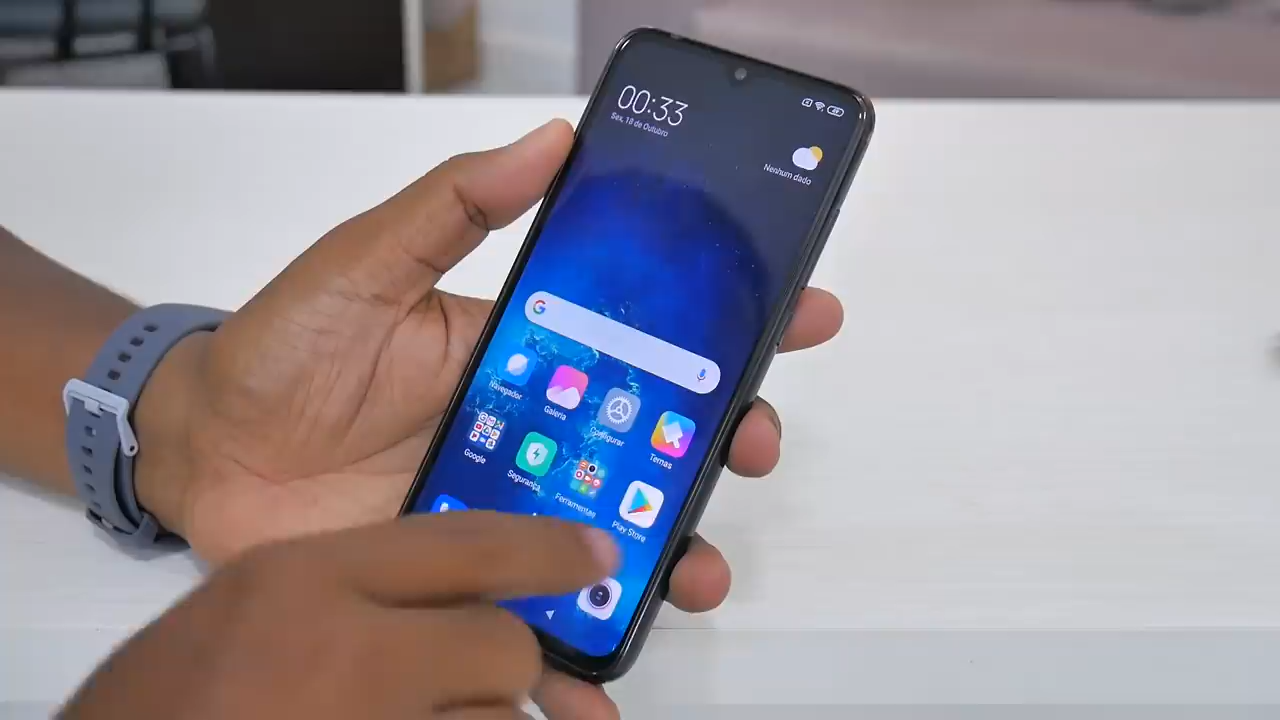 00:33
Sex, 18 de Outubro
Nenhum dado
G
Navegador
Galeria
Configurar
Temas
Google
Segurança
Ferramentas
Play Store